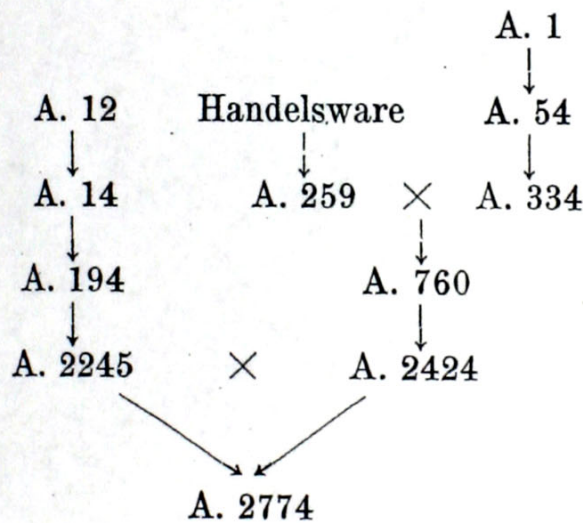 A. 1
A. 12 Handelsware A. 54
A. 14 A. 259 × A. 334
A. 194 A. 760
A. 2245 × A. 2424
A. 2774